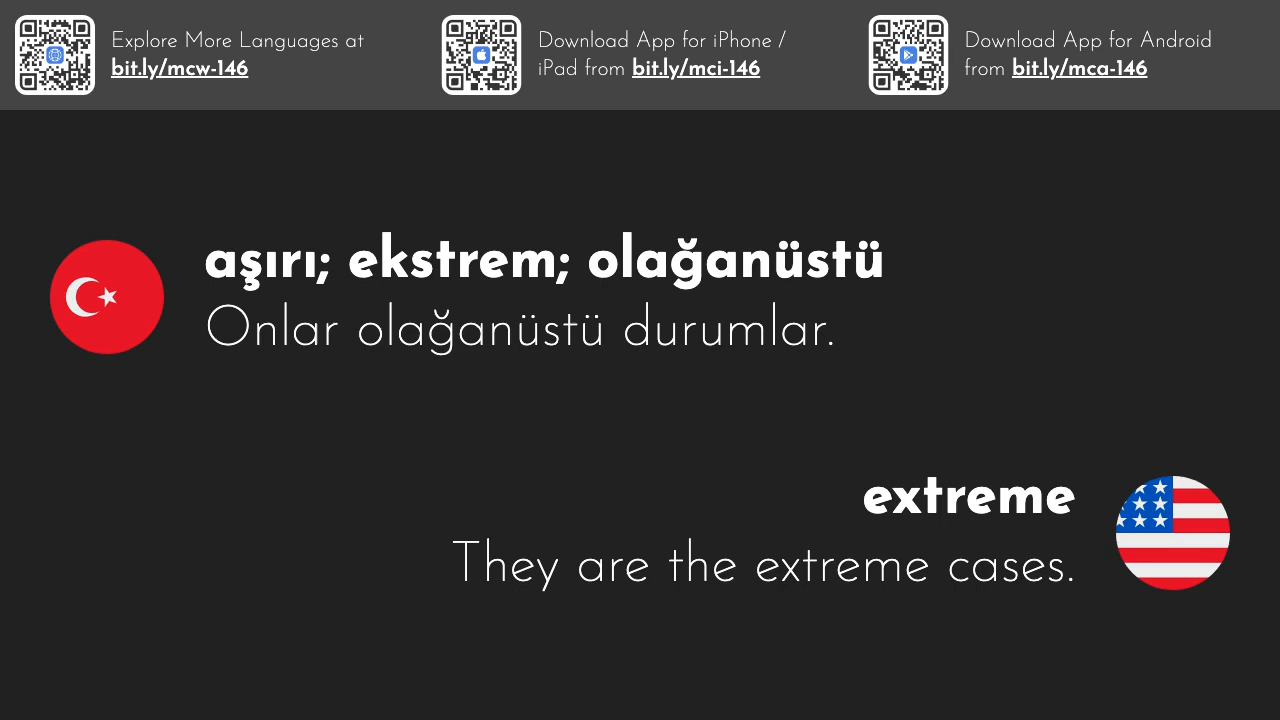 Explore More Languages at
bit.ly/mcw-146
Download App for iPhone /
iPad from bit.ly/mci-146
Download App for Android
from bit.ly/mca-146
aşırı; ekstrem; olağanüstü
Onlar olağanüstü durumlar.
extreme
They are the extreme cases.